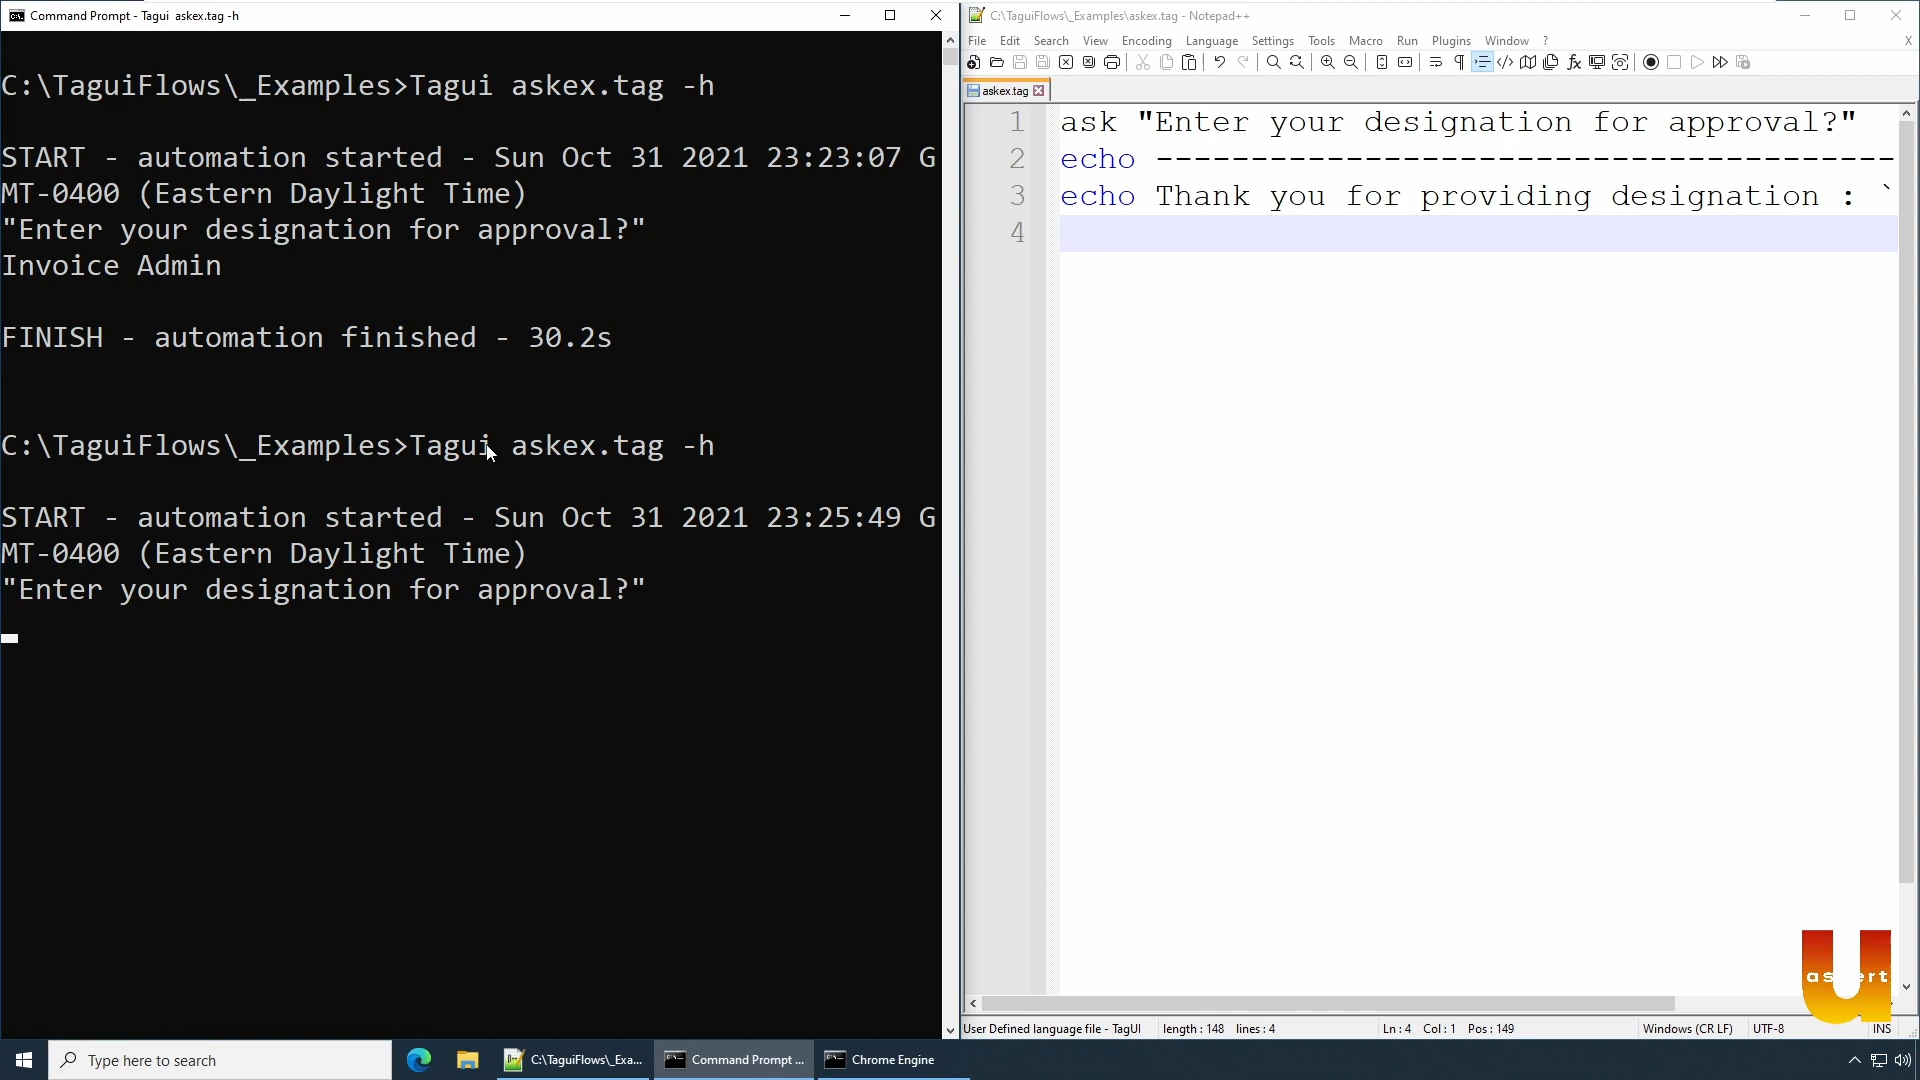 Command Prompt - Tagui  askex.tag -h
C:\TaguiFlows\_Examples>Tagui askex.tag -h
START - automation started - Sun Oct 31 2021 23:23:07 G
MT-0400 (Eastern Daylight Time)
"Enter your designation for approval?"
Invoice Admin
FINISH - automation finished - 30.2s
C:\TaguiFlows\_Examples>Tagui askex.tag -h
START - automation started - Sun Oct 31 2021 23:25:49 G
MT-0400 (Eastern Daylight Time)
"Enter your designation for approval?"
C:\TaguiFlows\_Examples\askex.tag - Notepad++
File Edit Search View Encoding Language Settings Tools Macro Run Plugins Window ? X
askex.tag
1 ask "Enter your designation for approval?"
2 echo ---------------------------------------
3 echo Thank you for providing designation : `
4
User Defined language file - TagUI length : 148 lines : 4 Ln : 4 Col : 1 Pos : 149 Windows (CR LF) UTF-8 INS
Type here to search
C:\TaguiFlows\_Exa...
Command Prompt ...
Chrome Engine